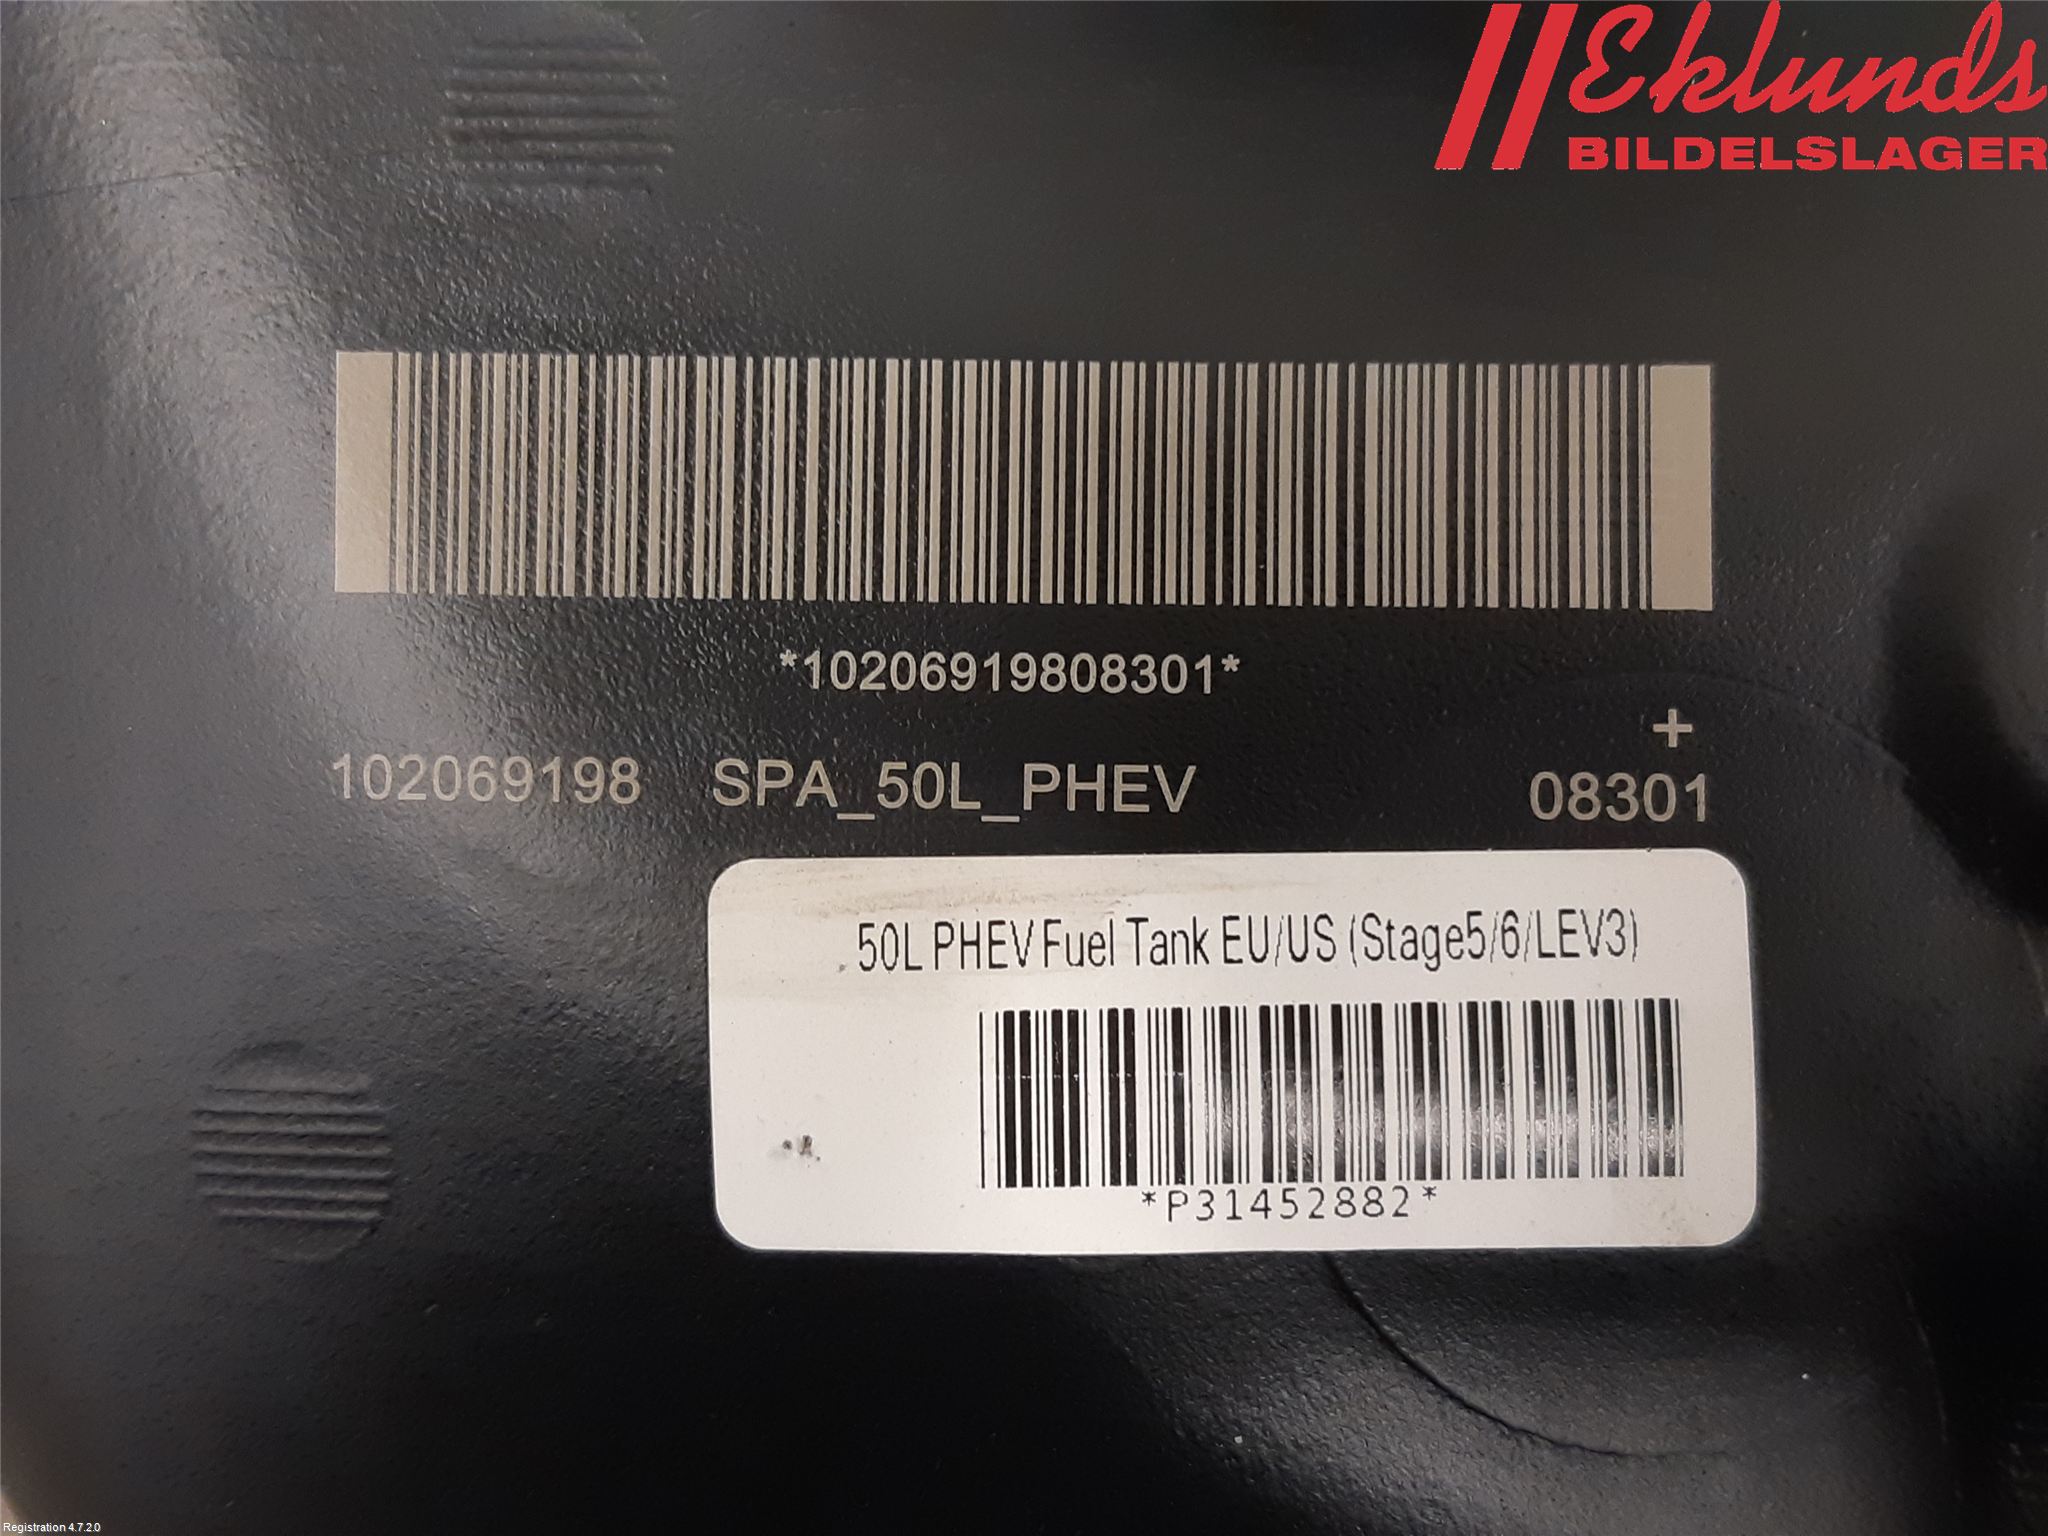 Eklunds
BILDELSLAGER
*10206919808301*
+
102069198 SPA_50L_PHEV 08301
50L PHEV Fuel Tank EU/US (Stage5/6/LEV3)
*P31452882*
Registration 4.7.2.0